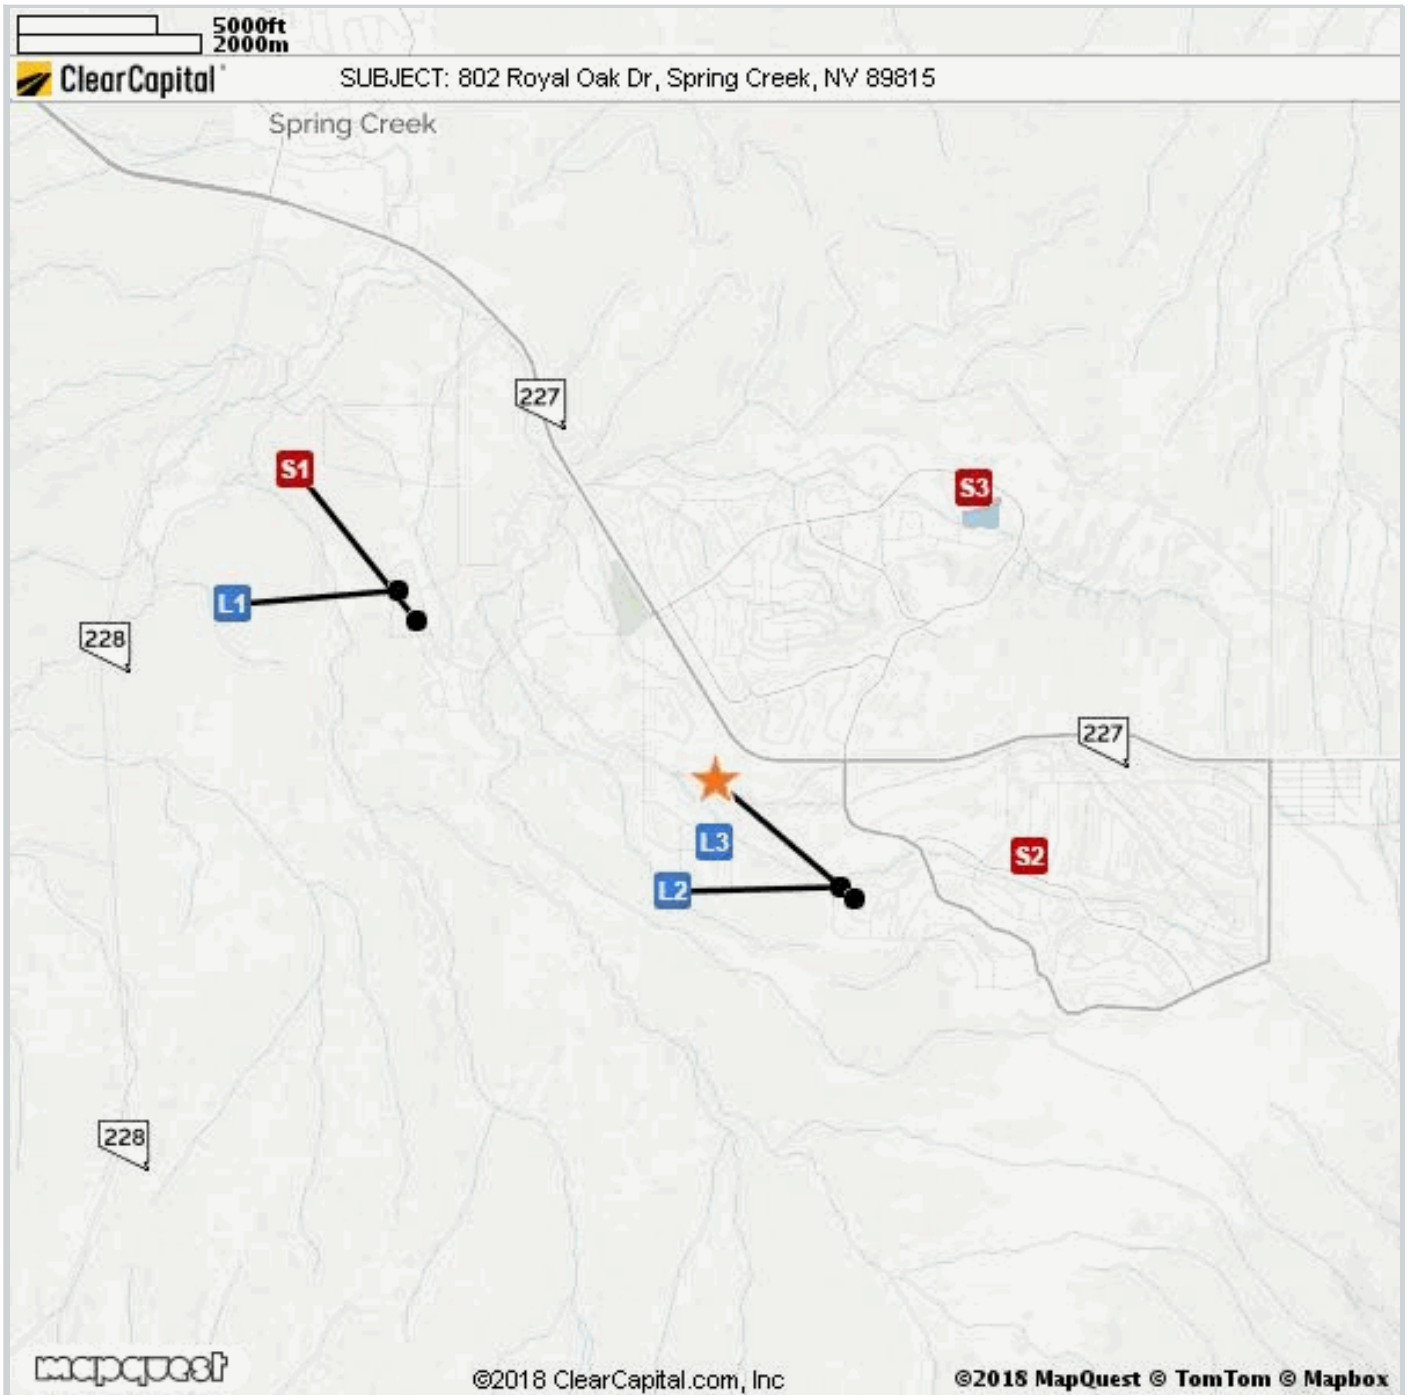 5000ft
2000m
ClearCapital
SUBJECT: 802 Royal Oak Dr, Spring Creek, NV 89815
Spring Creek
227
S1
S3
L1
228
227
L3
S2
L2
228
mapquest
©2018 ClearCapital.com, Inc
©2018 MapQuest © TomTom © Mapbox